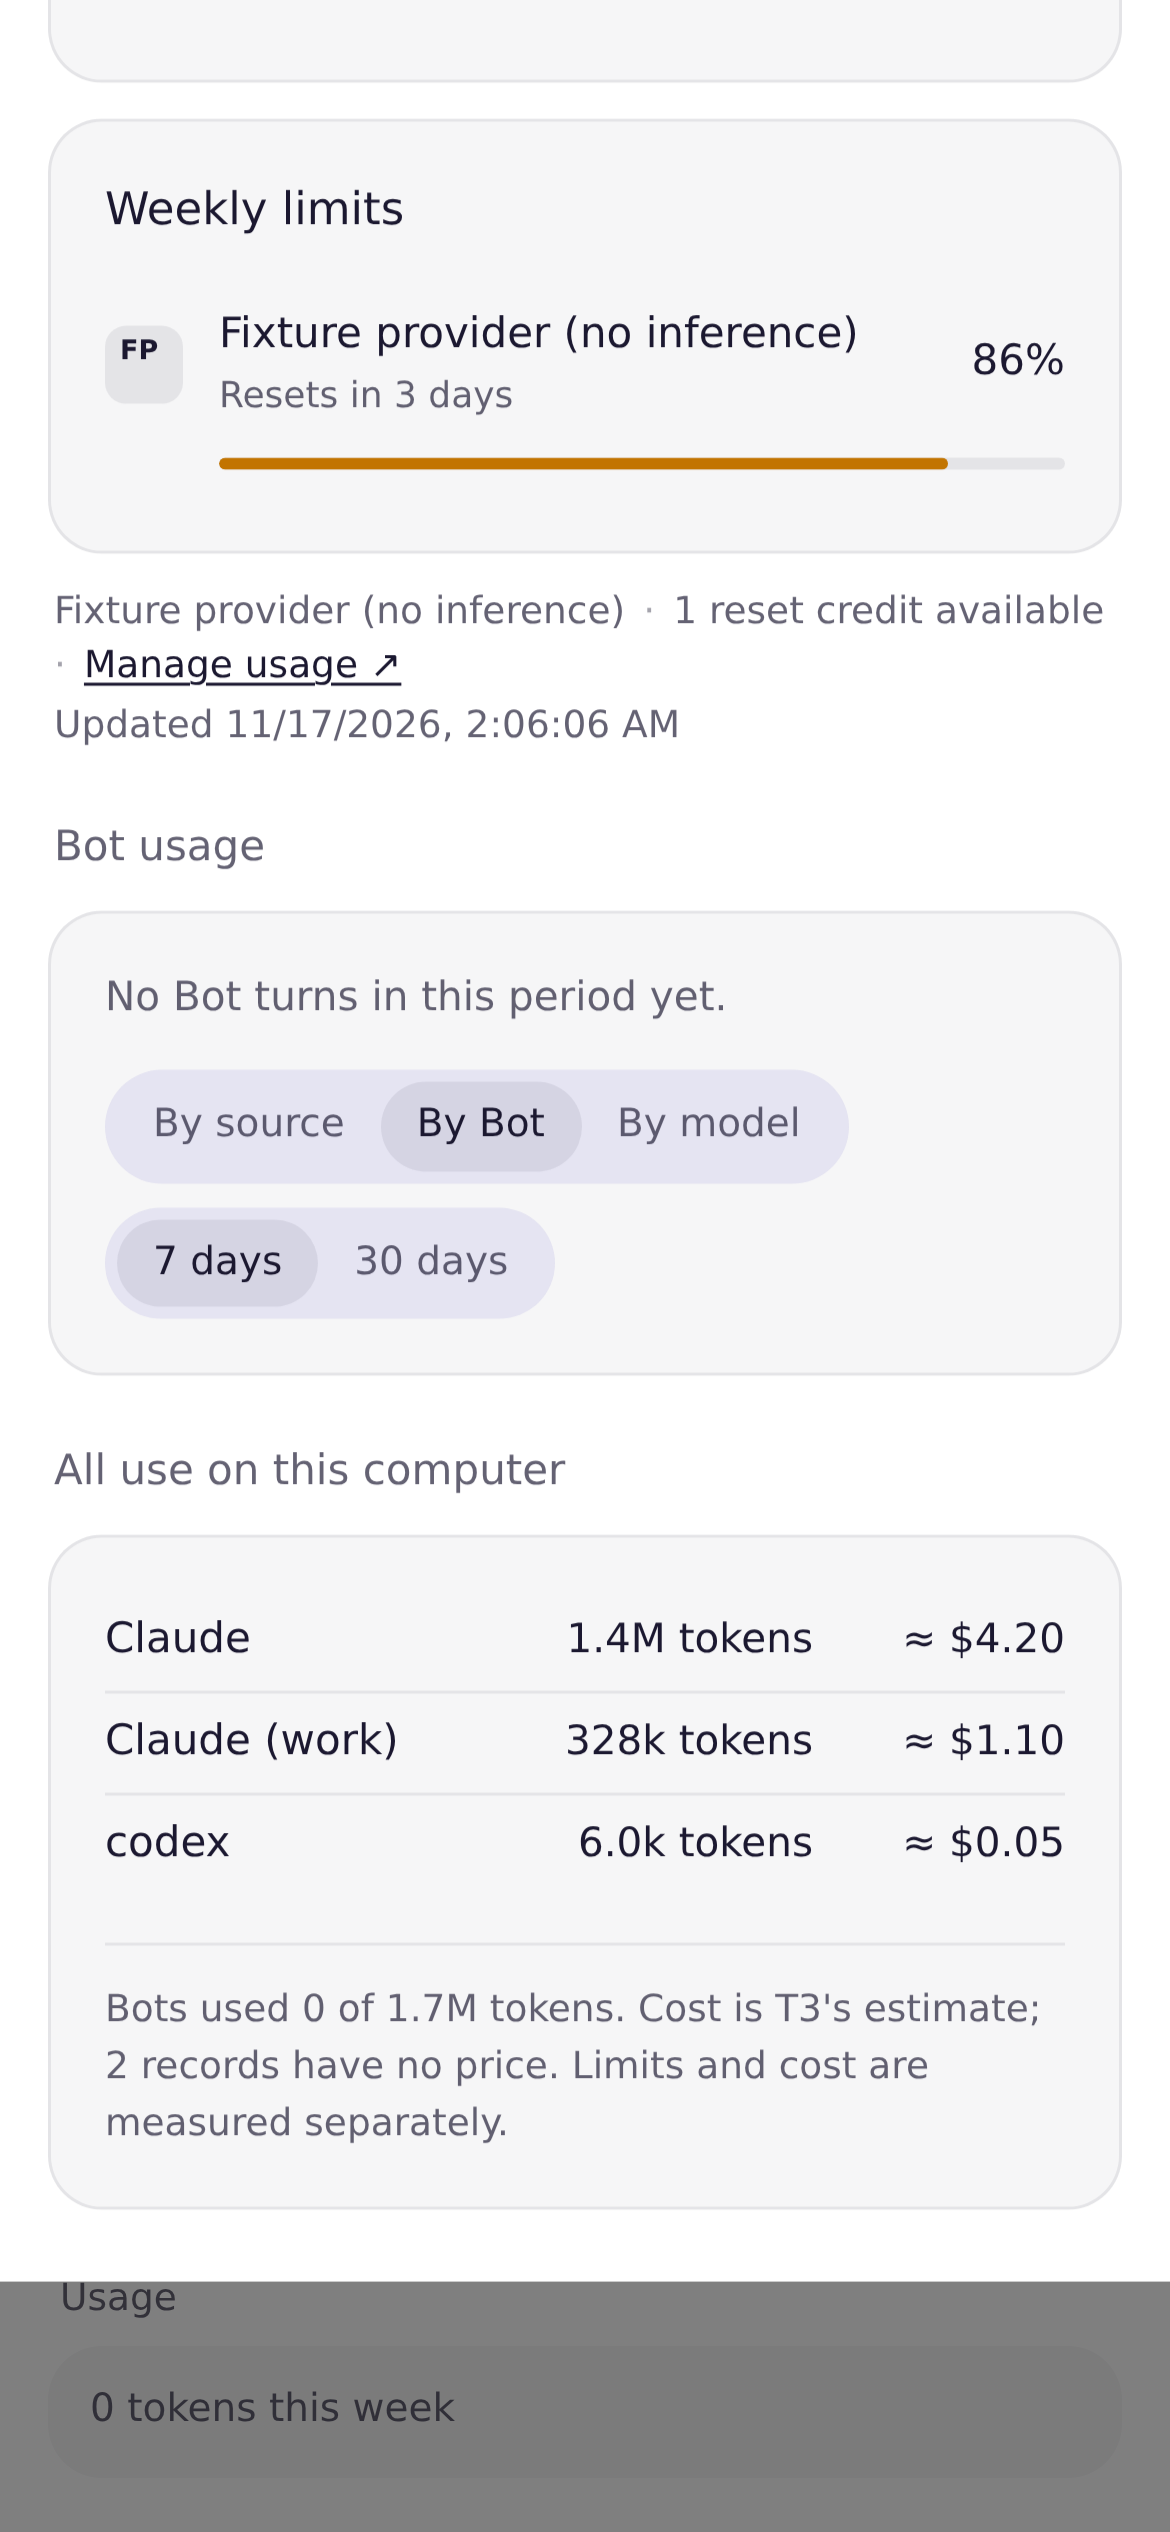 Weekly limits
FP
Fixture provider (no inference)
86%
Resets in 3 days
Fixture provider (no inference) · 1 reset credit available
· Manage usage ↗
Updated 11/17/2026, 2:06:06 AM
Bot usage
No Bot turns in this period yet.
By source By Bot By model
7 days 30 days
All use on this computer
Claude 1.4M tokens ≈ $4.20
Claude (work) 328k tokens ≈ $1.10
codex 6.0k tokens ≈ $0.05
Bots used 0 of 1.7M tokens. Cost is T3's estimate;
2 records have no price. Limits and cost are
measured separately.
Usage
0 tokens this week